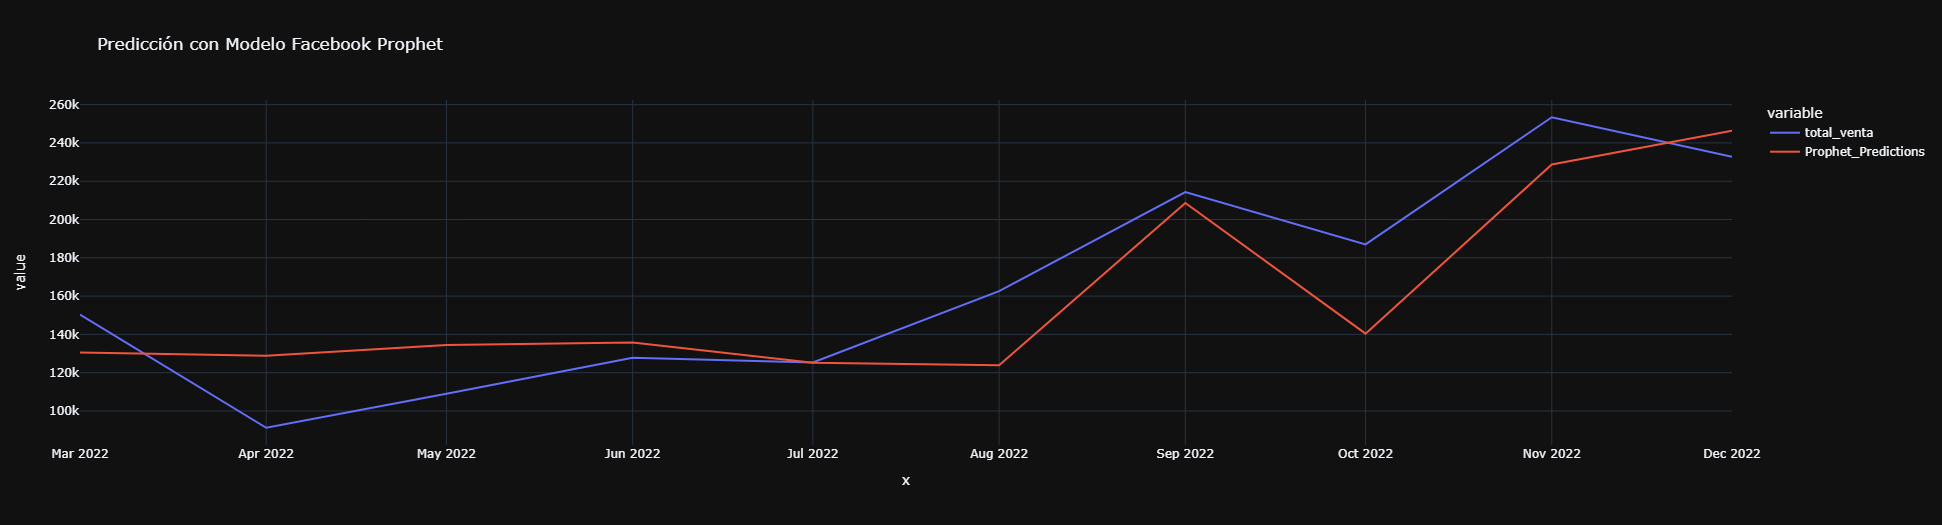 Predicción con Modelo Facebook Prophet
260k
240k
220k
200k
180k
160k
140k
120k
100k
value
Mar 2022
Apr 2022
May 2022
Jun 2022
Jul 2022
Aug 2022
Sep 2022
Oct 2022
Nov 2022
Dec 2022
x
variable
total_venta
Prophet_Predictions